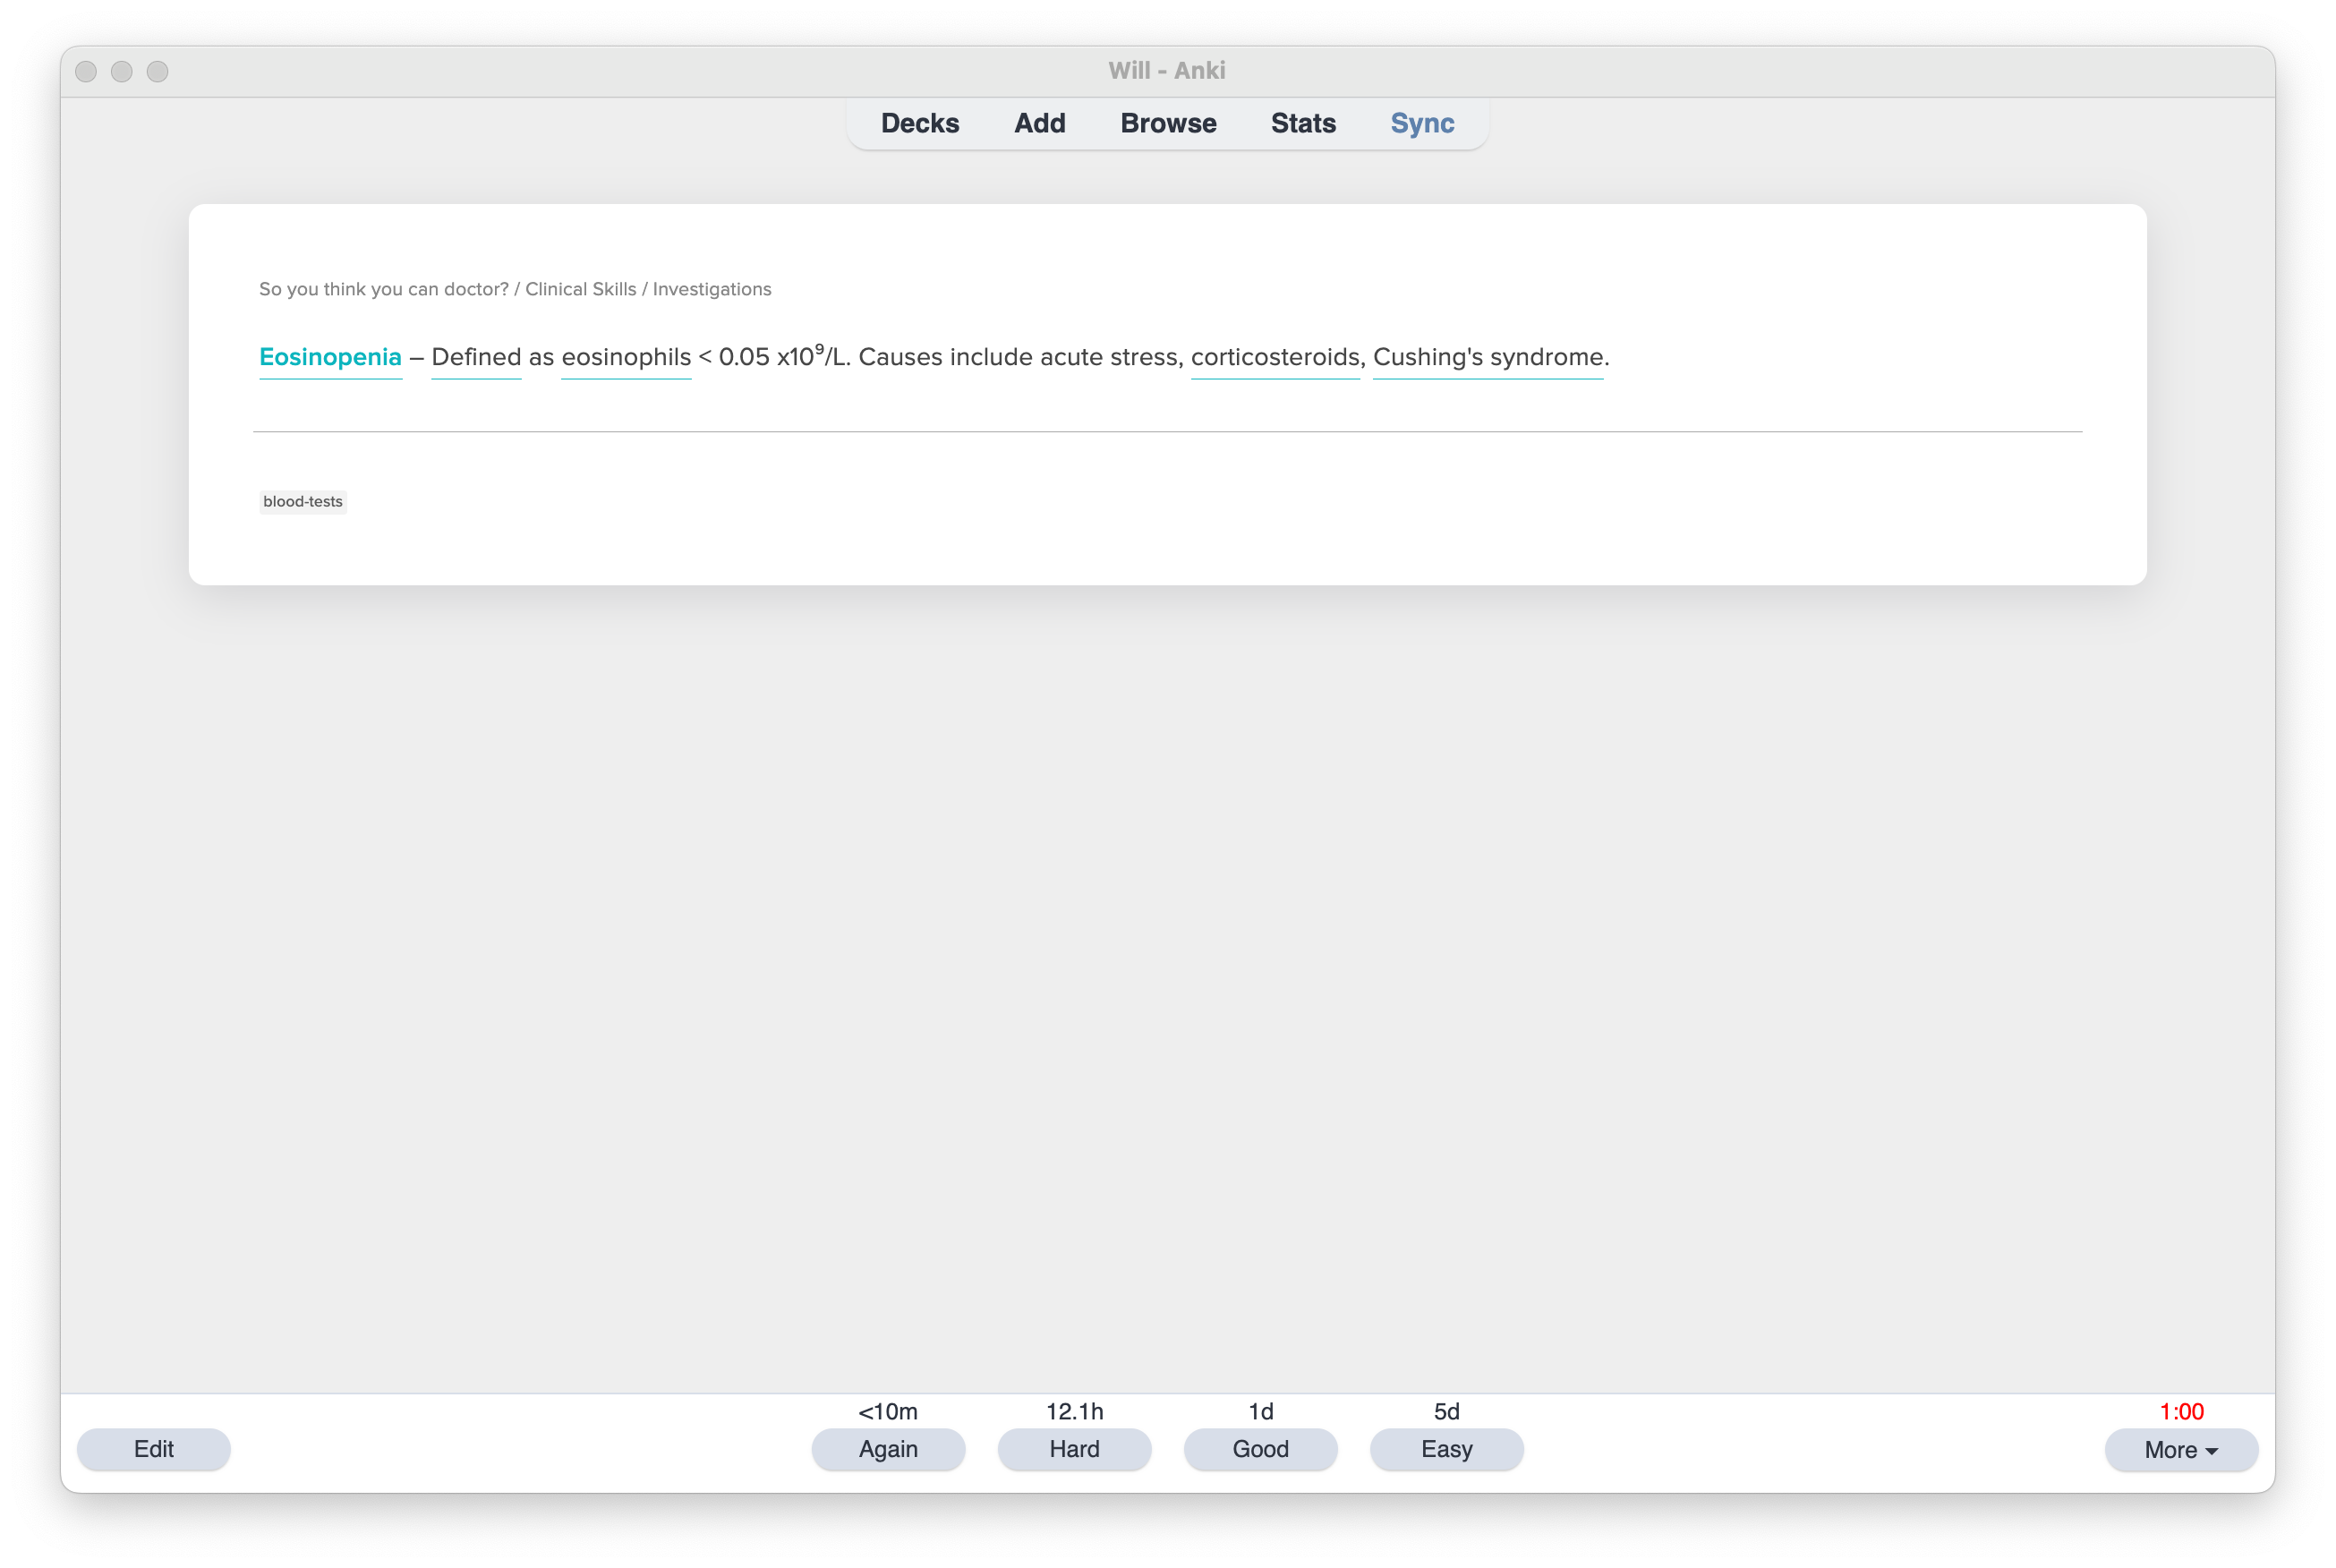 Will - Anki
Decks Add Browse Stats Sync
So you think you can doctor? / Clinical Skills / Investigations
Eosinopenia – Defined as eosinophils < 0.05 x10⁹/L. Causes include acute stress, corticosteroids, Cushing's syndrome.
blood-tests
<10m 12.1h 1d 5d 1:00
Edit Again Hard Good Easy More